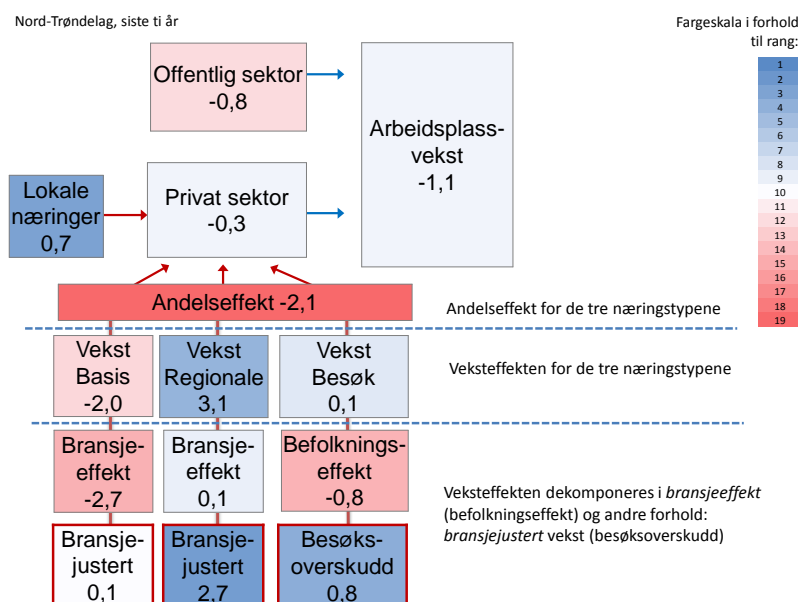 Nord-Trøndelag, siste ti år
Fargeskala i forhold
til rang:
1
2
3
4
5
6
7
8
9
10
11
12
13
14
15
16
17
18
19
Offentlig sektor
-0,8
Arbeidsplass-
vekst
-1,1
Lokale
næringer
0,7
Privat sektor
-0,3
Andelseffekt -2,1
Andelseffekt for de tre næringstypene
Vekst
Basis
-2,0
Vekst
Regionale
3,1
Vekst
Besøk
0,1
Veksteffekten for de tre næringstypene
Bransje-
effekt
-2,7
Bransje-
effekt
0,1
Befolknings-
effekt
-0,8
Veksteffekten dekomponeres i bransjeeffekt
(befolkningseffekt) og andre forhold:
bransjejustert vekst (besøksoverskudd)
Bransje-
justert
0,1
Bransje-
justert
2,7
Besøks-
overskudd
0,8